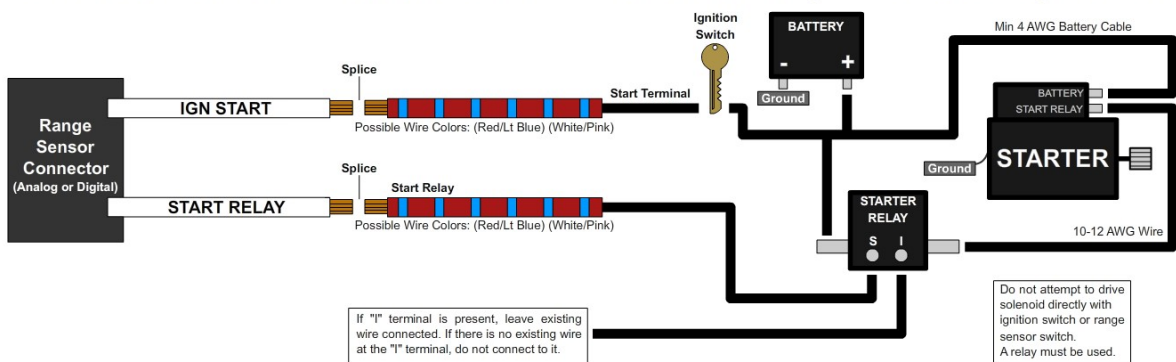 Ignition
Switch
BATTERY
- +
Ground
Min 4 AWG Battery Cable
Splice
IGN START
Start Terminal
Possible Wire Colors: (Red/Lt Blue) (White/Pink)
Range
Sensor
Connector
(Analog or Digital)
Splice
START RELAY
Start Relay
Possible Wire Colors: (Red/Lt Blue) (White/Pink)
BATTERY
START RELAY
STARTER
Ground
STARTER
RELAY
S I
10-12 AWG Wire
If "I" terminal is present, leave existing
wire connected. If there is no existing wire
at the "I" terminal, do not connect to it.
Do not attempt to drive
solenoid directly with
ignition switch or range
sensor switch.
A relay must be used.